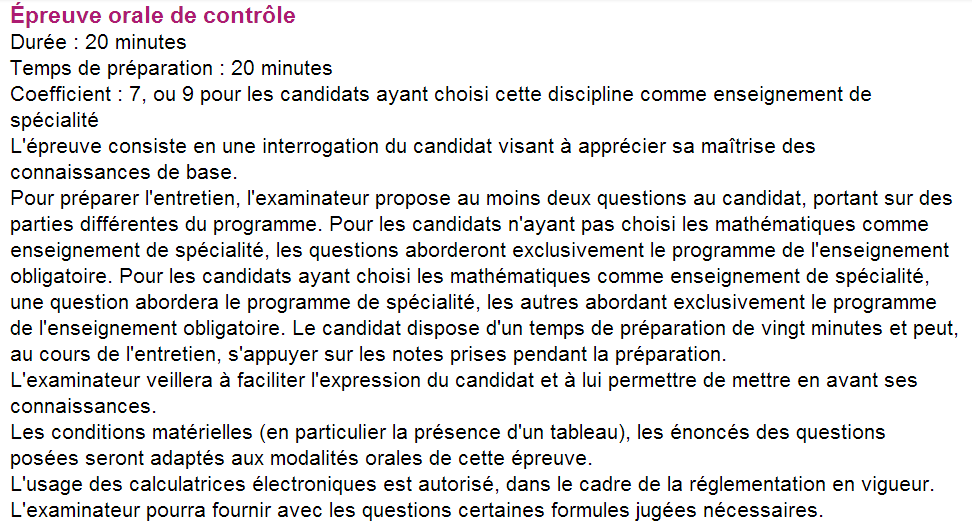 Épreuve orale de contrôle
Durée : 20 minutes
Temps de préparation : 20 minutes
Coefficient : 7, ou 9 pour les candidats ayant choisi cette discipline comme enseignement de
spécialité
L'épreuve consiste en une interrogation du candidat visant à apprécier sa maîtrise des
connaissances de base.
Pour préparer l'entretien, l'examinateur propose au moins deux questions au candidat, portant sur des
parties différentes du programme. Pour les candidats n'ayant pas choisi les mathématiques comme
enseignement de spécialité, les questions aborderont exclusivement le programme de l'enseignement
obligatoire. Pour les candidats ayant choisi les mathématiques comme enseignement de spécialité,
une question abordera le programme de spécialité, les autres abordant exclusivement le programme
de l'enseignement obligatoire. Le candidat dispose d'un temps de préparation de vingt minutes et peut,
au cours de l'entretien, s'appuyer sur les notes prises pendant la préparation.
L'examinateur veillera à faciliter l'expression du candidat et à lui permettre de mettre en avant ses
connaissances.
Les conditions matérielles (en particulier la présence d'un tableau), les énoncés des questions
posées seront adaptés aux modalités orales de cette épreuve.
L'usage des calculatrices électroniques est autorisé, dans le cadre de la réglementation en vigueur.
L'examinateur pourra fournir avec les questions certaines formules jugées nécessaires.